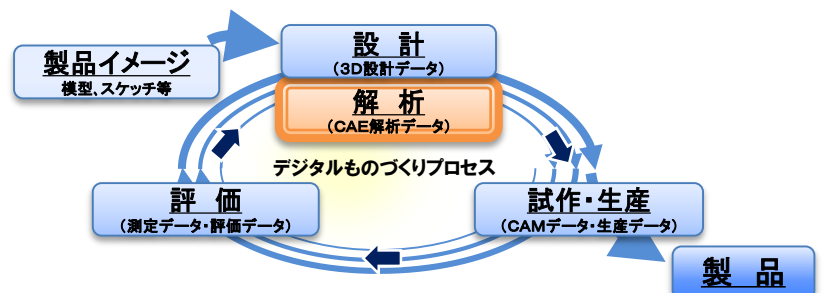 設 計
(3D設計データ)
製品イメージ
模型、スケッチ等
解 析
(CAE解析データ)
デジタルものづくりプロセス
評 価
(測定データ・評価データ)
試作・生産
(CAMデータ・生産データ)
製 品